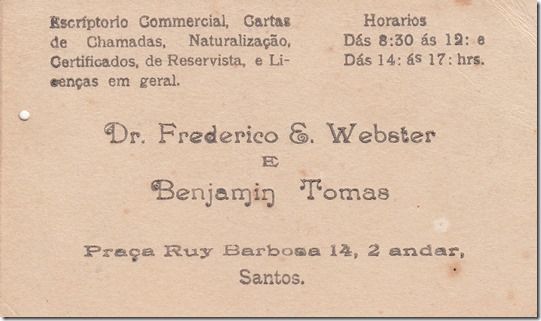 Escriptorio Commercial, Cartas
de Chamadas, Naturalização,
Certificados, de Reservista, e Li-
cenças em geral.
Horarios
Dás 8:30 ás 12: e
Dás 14: ás 17: hrs.
Dr. Frederico E. Webster
E
Benjamin Tomas
Praça Ruy Barbosa 14, 2 andar,
Santos.